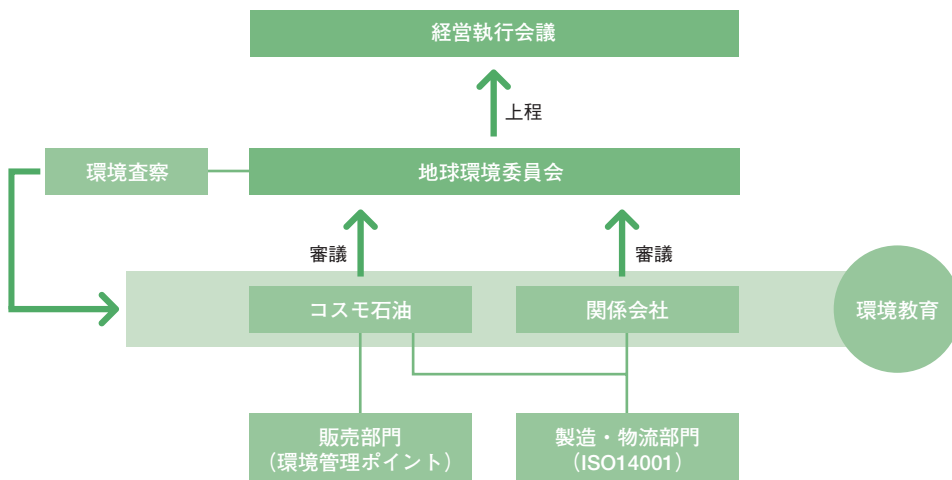 経営執行会議
上程
環境査察
地球環境委員会
審議
審議
コスモ石油
関係会社
環境教育
販売部門
（環境管理ポイント）
製造・物流部門
（ISO14001）